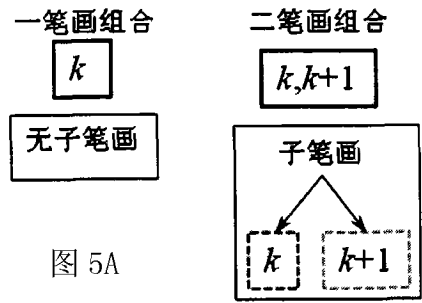 一笔画组合
k
无子笔画
图 5A
二笔画组合
k,k+1
子笔画
k
k+1